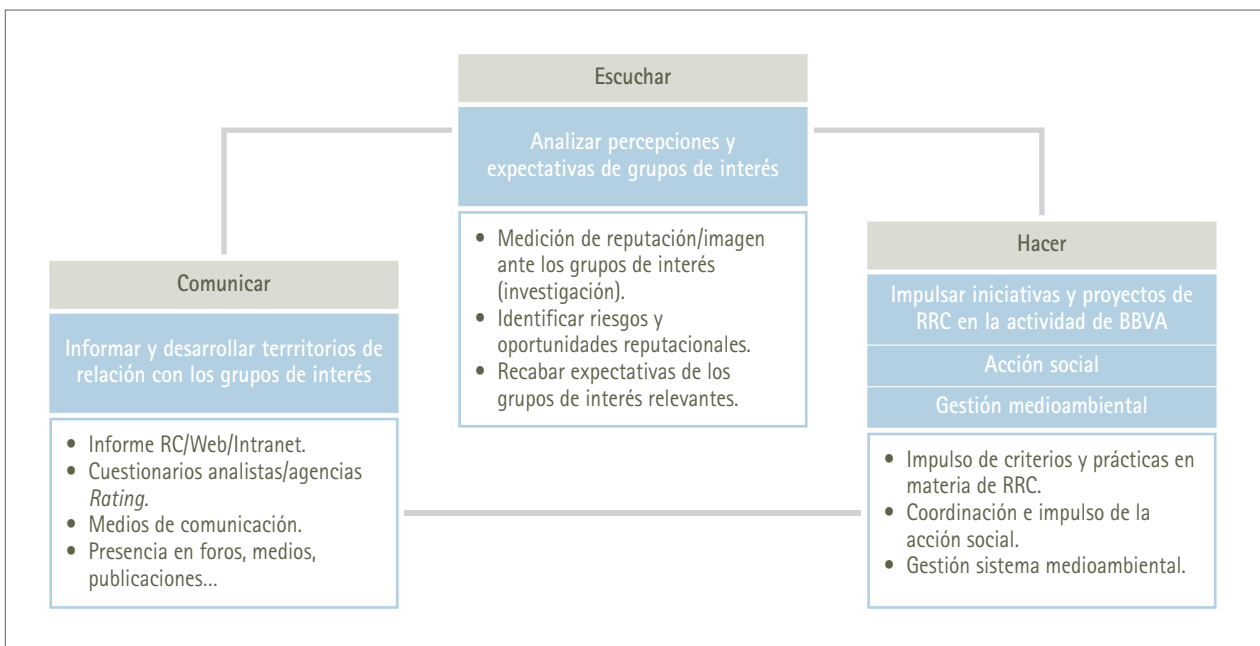 Escuchar
Analizar percepciones y
expectativas de grupos de interés
• Medición de reputación/imagen
ante los grupos de interés
(investigación).
• Identificar riesgos y
oportunidades reputacionales.
• Recabar expectativas de los
grupos de interés relevantes.
Comunicar
Informar y desarrollar terrritorios de
relación con los grupos de interés
• Informe RC/Web/Intranet.
• Cuestionarios analistas/agencias
Rating.
• Medios de comunicación.
• Presencia en foros, medios,
publicaciones...
Hacer
Impulsar iniciativas y proyectos de
RRC en la actividad de BBVA
Acción social
Gestión medioambiental
• Impulso de criterios y prácticas en
materia de RRC.
• Coordinación e impulso de la
acción social.
• Gestión sistema medioambiental.